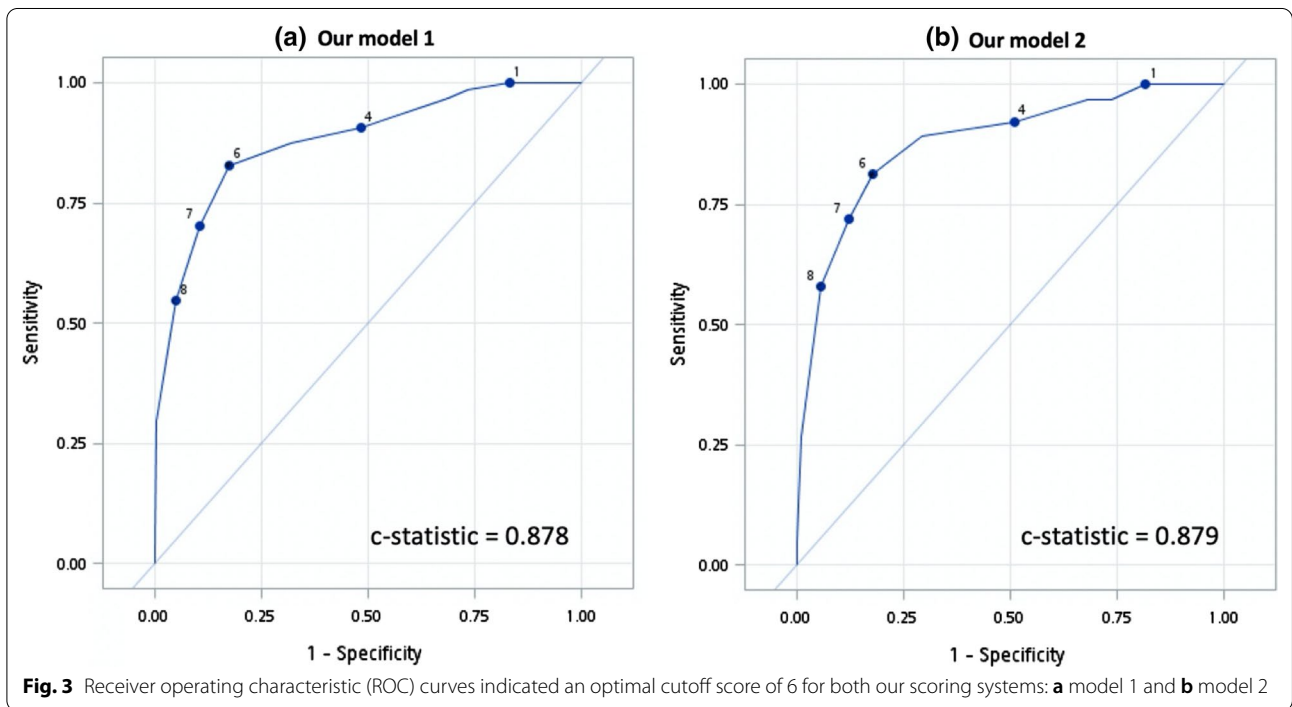 (a) Our model 1
1.00
0.75
0.50
0.25
0.00
Sensitivity
1
4
6
7
8
c-statistic = 0.878
0.00 0.25 0.50 0.75 1.00
1 - Specificity
(b) Our model 2
1.00
0.75
0.50
0.25
0.00
Sensitivity
1
4
6
7
8
c-statistic = 0.879
0.00 0.25 0.50 0.75 1.00
1 - Specificity
Fig. 3 Receiver operating characteristic (ROC) curves indicated an optimal cutoff score of 6 for both our scoring systems: a model 1 and b model 2